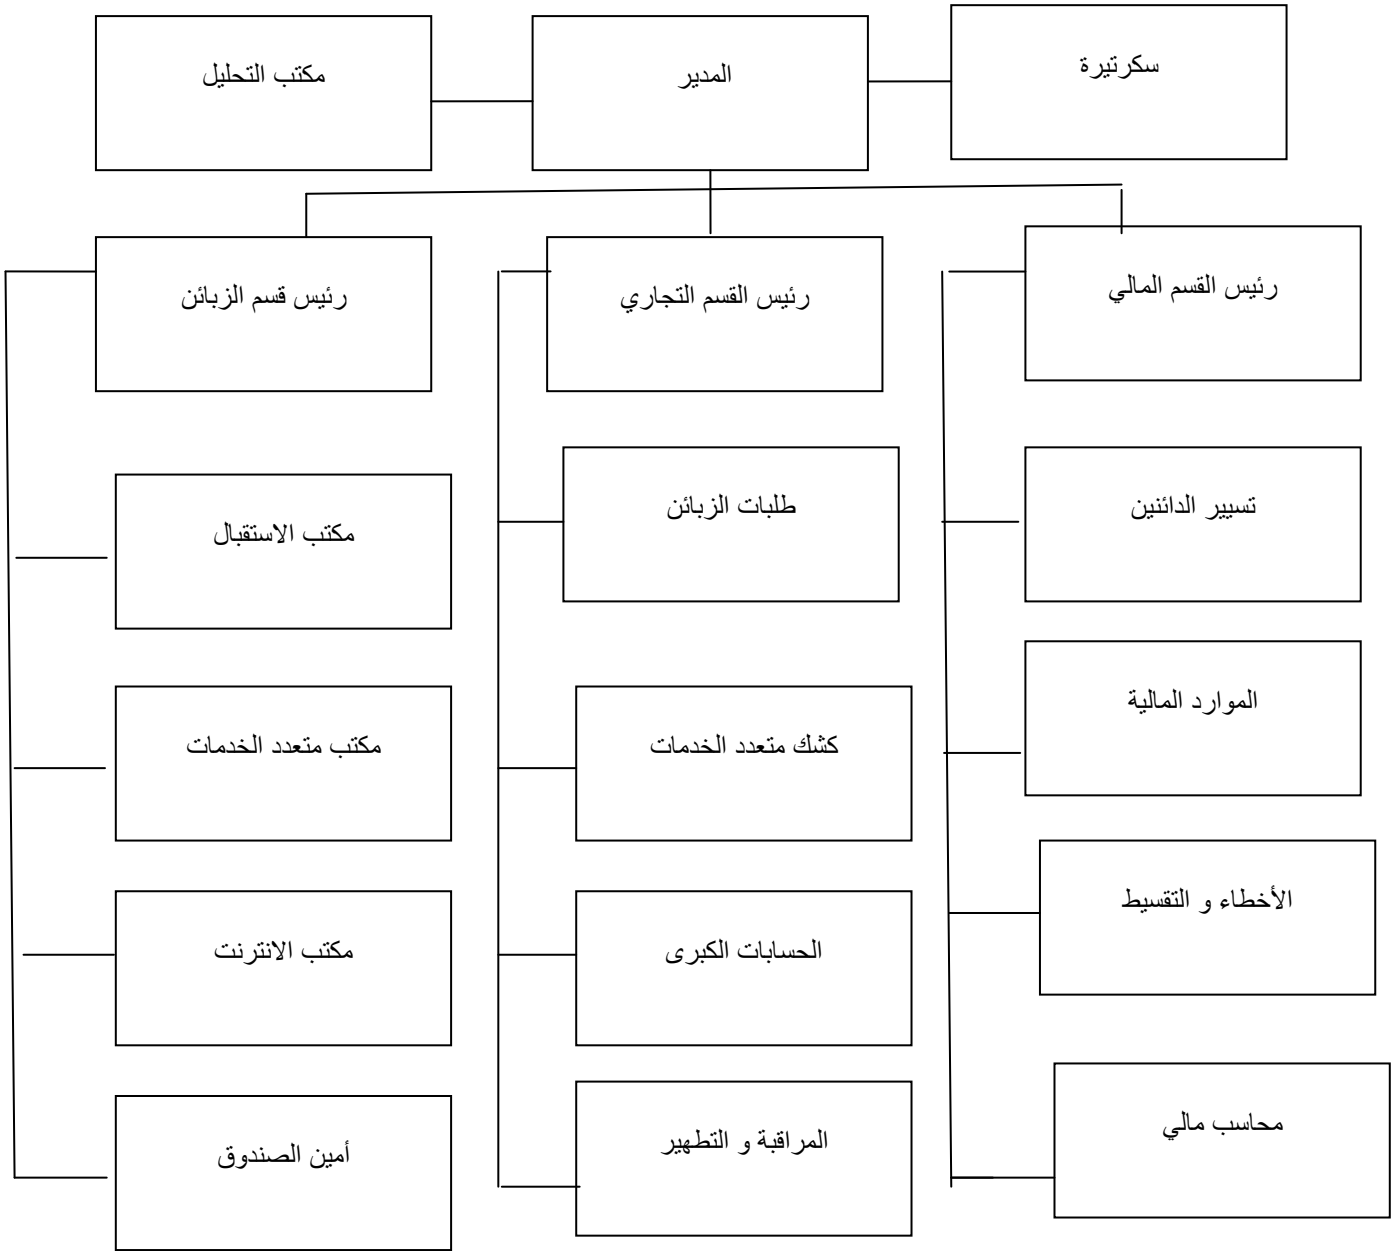 سكرتيرة
المدير
مكتب التحليل
رئيس القسم المالي
رئيس القسم التجاري
رئيس قسم الزبائن
تسيير الدائنين
طلبات الزبائن
مكتب الاستقبال
الموارد المالية
كشك متعدد الخدمات
مكتب متعدد الخدمات
الأخطاء و التقسيط
الحسابات الكبرى
مكتب الانترنت
محاسب مالي
المراقبة و التطهير
أمين الصندوق